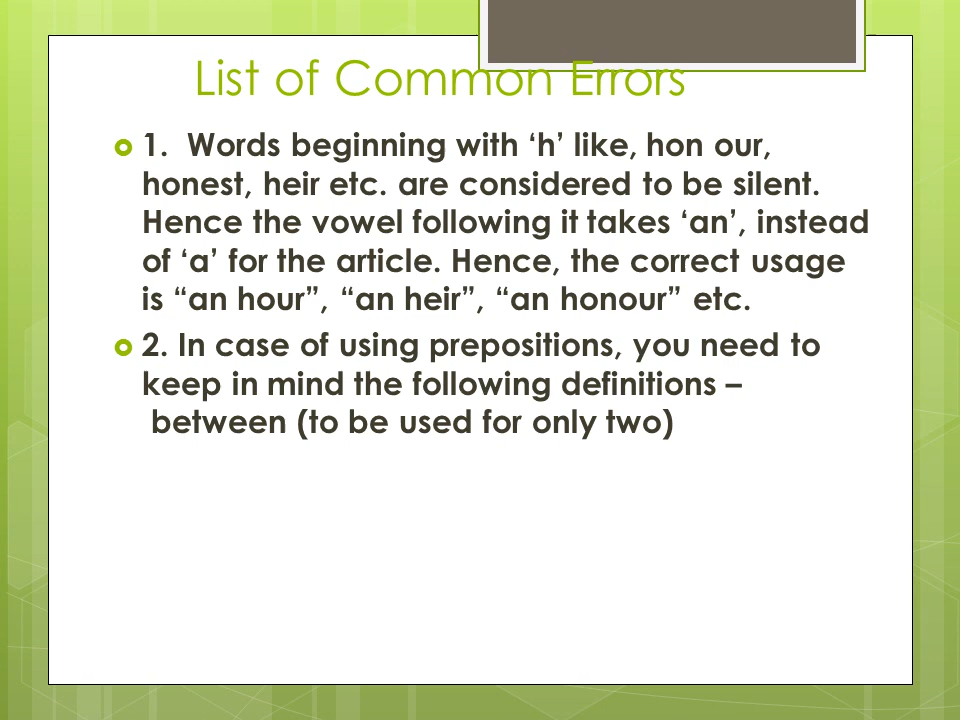 List of Common Errors
1. Words beginning with ‘h’ like, hon our,
honest, heir etc. are considered to be silent.
Hence the vowel following it takes ‘an’, instead
of ‘a’ for the article. Hence, the correct usage
is “an hour”, “an heir”, “an honour” etc.
2. In case of using prepositions, you need to
keep in mind the following definitions –
between (to be used for only two)